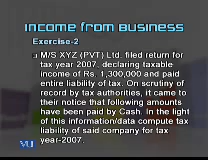 Income from Business
Exercise-2
M/S XYZ (PVT) Ltd. filed return for
tax year 2007, declaring taxable
income of Rs. 1,300,000 and paid
entire liability of tax. On scrutiny of
record by tax authorities, it came to
their notice that following amounts
have been paid by Cash. In the light
of this information/data compute tax
liability of said company for tax
year-2007
VU